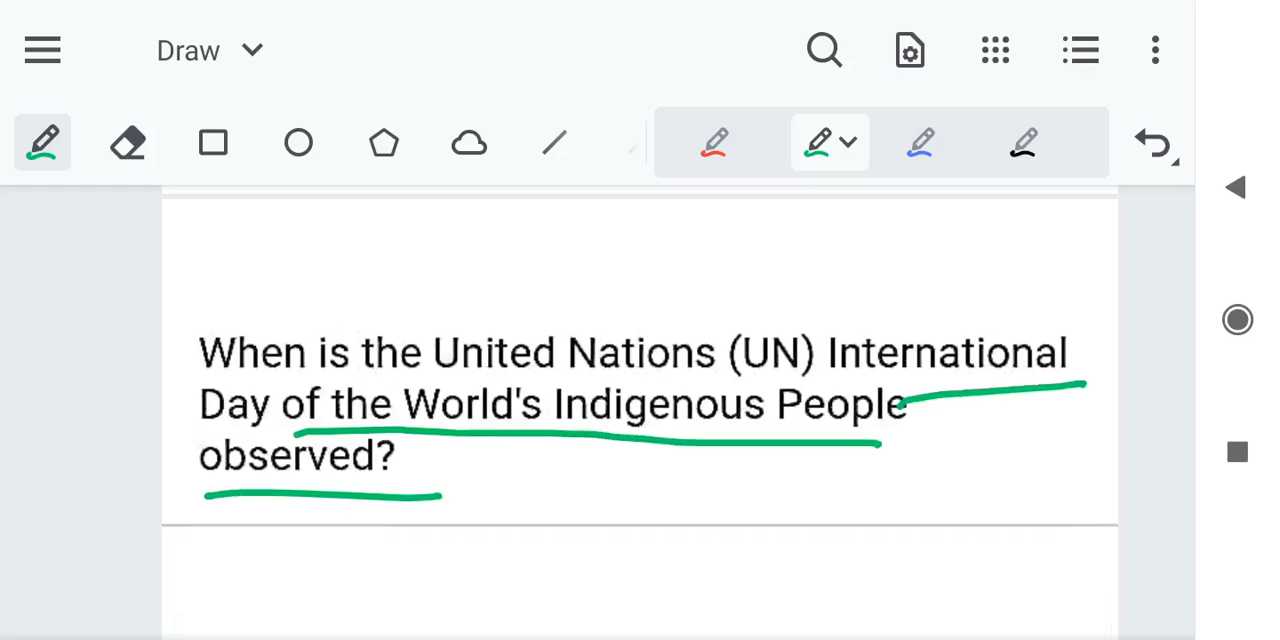 Draw
When is the United Nations (UN) International
Day of the World's Indigenous People
observed?